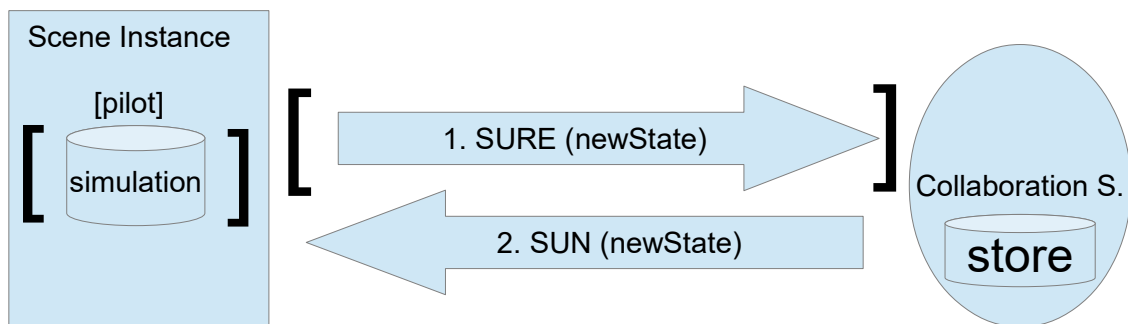 Scene Instance
[pilot]
[ simulation ]
[ 1. SURE (newState) ]
2. SUN (newState)
Collaboration S.
store